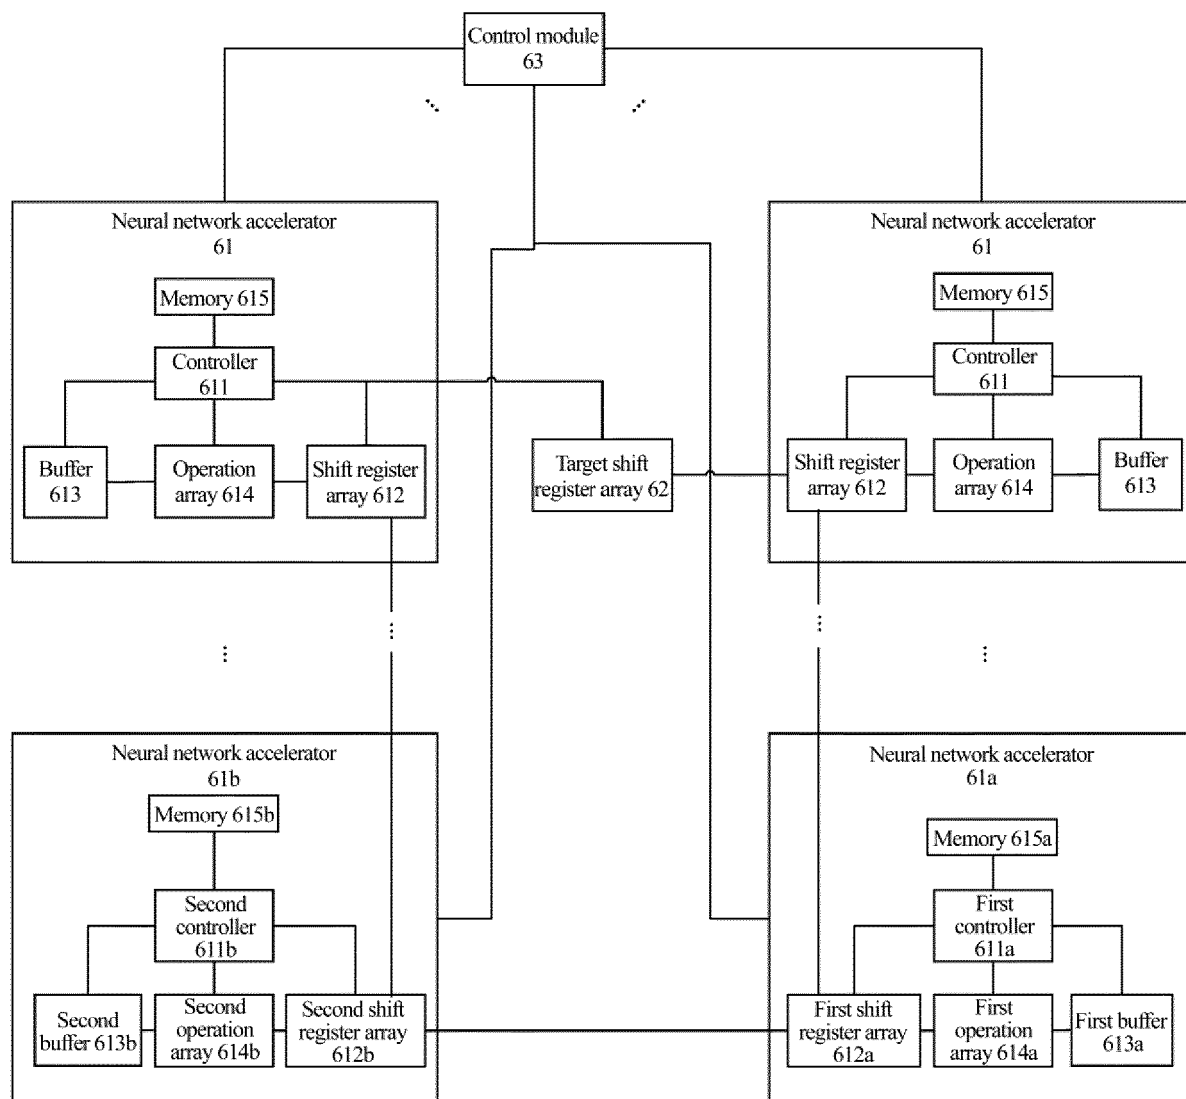 Control module
63
Neural network accelerator
61
Memory 615
Controller
611
Buffer
613
Operation
array 614
Shift register
array 612
Target shift
register array 62
Neural network accelerator
61
Memory 615
Controller
611
Shift register
array 612
Operation
array 614
Buffer
613
Neural network accelerator
61b
Memory 615b
Second
controller
611b
Second
buffer 613b
Second
operation
array 614b
Second shift
register array
612b
Neural network accelerator
61a
Memory 615a
First
controller
611a
First shift
register array
612a
First
operation
array 614a
First buffer
613a